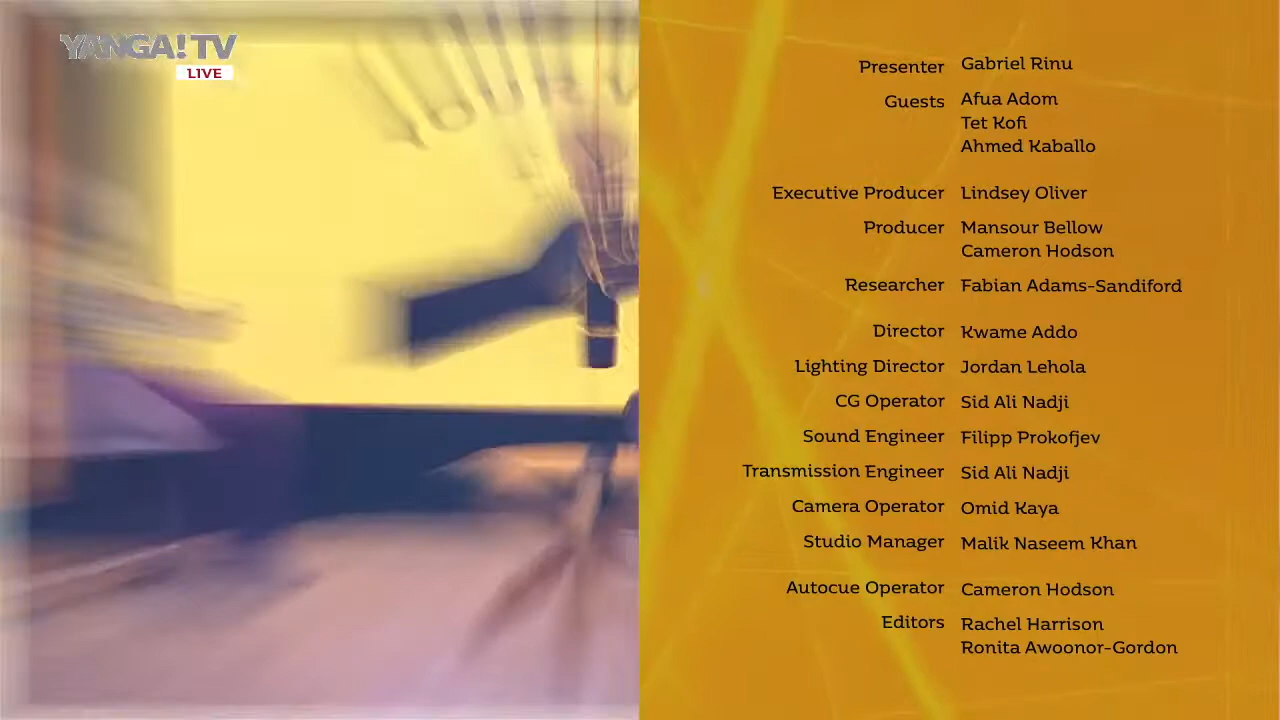 YANGA! TV
LIVE
Presenter Gabriel Rinu
Guests Afua Adom
Tet Kofi
Ahmed Kaballo
Executive Producer Lindsey Oliver
Producer Mansour Bellow
Cameron Hodson
Researcher Fabian Adams-Sandiford
Director Kwame Addo
Lighting Director Jordan Lehola
CG Operator Sid Ali Nadji
Sound Engineer Filipp Prokofjev
Transmission Engineer Sid Ali Nadji
Camera Operator Omid Kaya
Studio Manager Malik Naseem Khan
Autocue Operator Cameron Hodson
Editors Rachel Harrison
Ronita Awoonor-Gordon